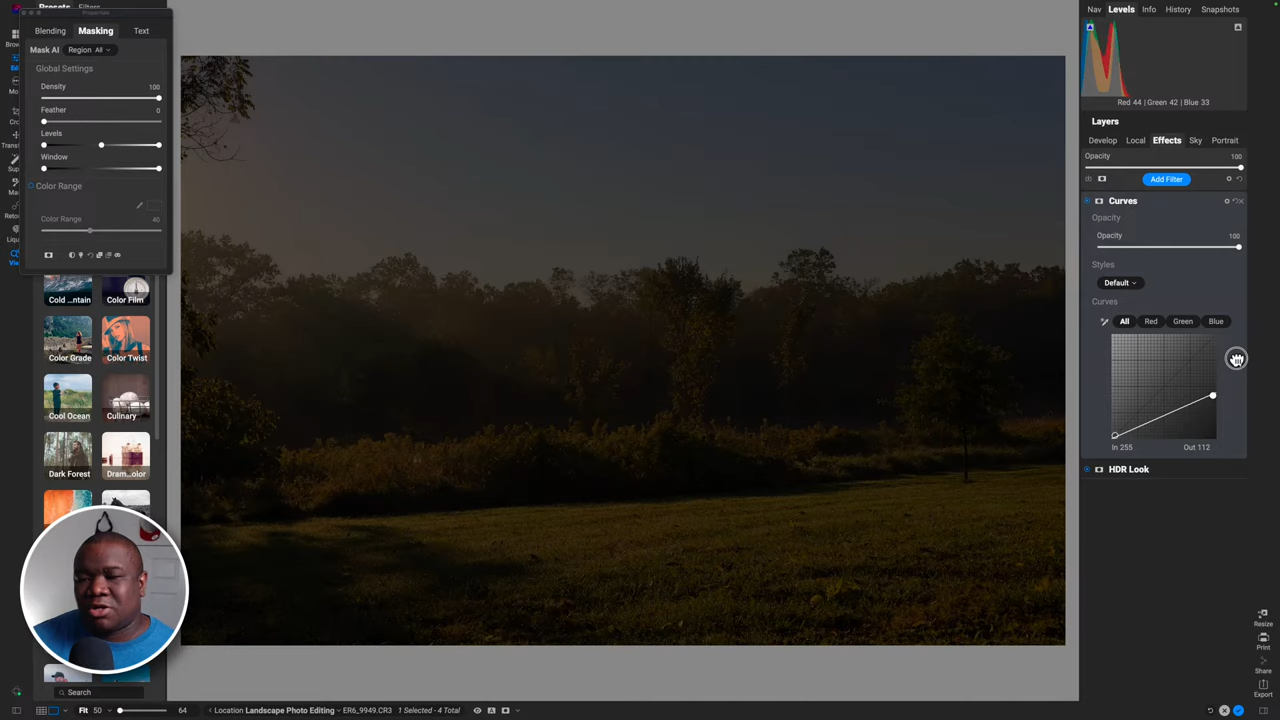 Presets Filters
Properties
Nav Levels Info History Snapshots
Blending Masking Text
Mask AI Region All
Global Settings
Density 100
Feather 0
Levels
Window
Color Range
Color Range 40
Red 44 | Green 42 | Blue 33
Layers
Develop Local Effects Sky Portrait
Opacity 100
Add Filter
Curves
Opacity
Opacity 100
Styles
Default
Curves
All Red Green Blue
In 255 Out 112
HDR Look
Cold ...ntain Color Film
Color Grade Color Twist
Cool Ocean Culinary
Dark Forest Dram...olor
Search
Resize
Print
Share
Export
Fit 50 64
Location Landscape Photo Editing ER6_9949.CR3 1 Selected - 4 Total